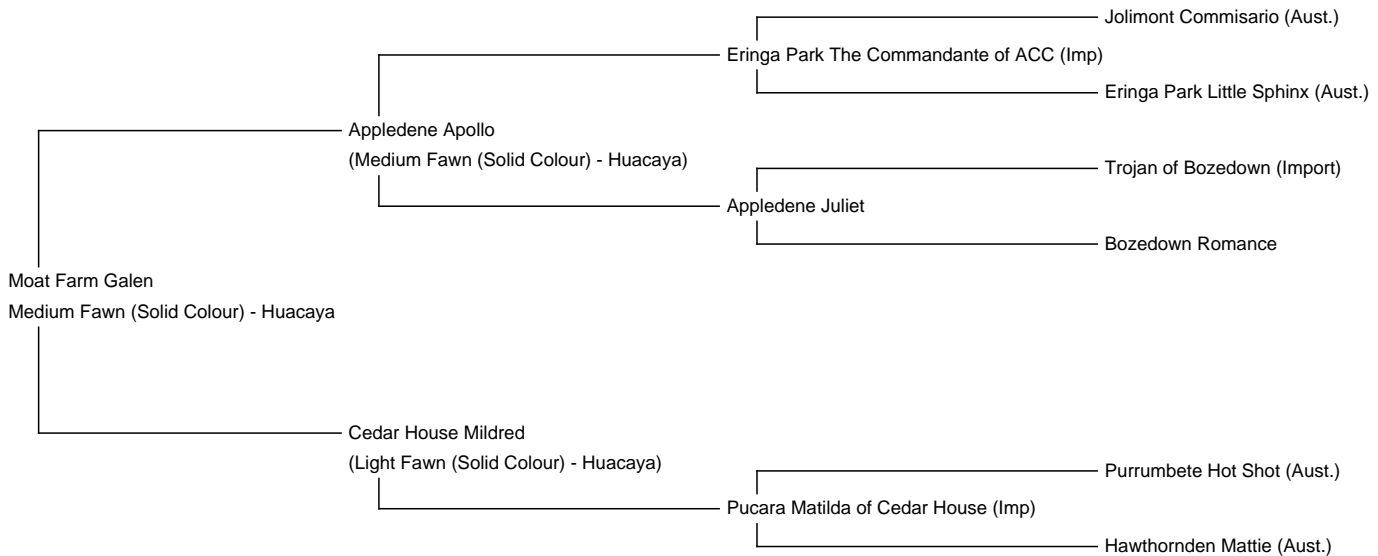 Jolimont Commisario (Aust.)
Eringa Park The Commandante of ACC (Imp)
Eringa Park Little Sphinx (Aust.)
Appledene Apollo
(Medium Fawn (Solid Colour) - Huacaya)
Trojan of Bozedown (Import)
Appledene Juliet
Bozedown Romance
Moat Farm Galen
Medium Fawn (Solid Colour) - Huacaya
Cedar House Mildred
(Light Fawn (Solid Colour) - Huacaya)
Purrumbete Hot Shot (Aust.)
Pucara Matilda of Cedar House (Imp)
Hawthornden Mattie (Aust.)